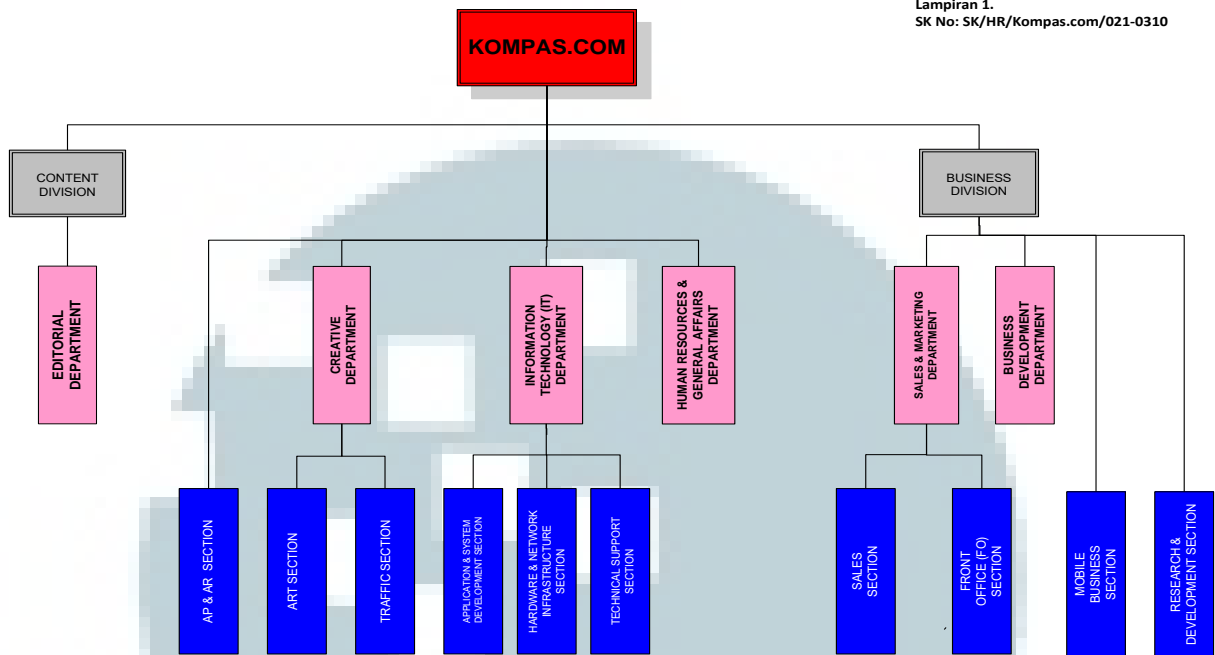 Lampiran 1.
SK No: SK/HR/Kompas.com/021-0310
KOMPAS.COM
CONTENT
DIVISION
BUSINESS
DIVISION
EDITORIAL
DEPARTMENT
CREATIVE
DEPARTMENT
INFORMATION
TECHNOLOGY (IT)
DEPARTMENT
HUMAN RESOURCES &
GENERAL AFFAIRS
DEPARTMENT
SALES & MARKETING
DEPARTMENT
BUSINESS
DEVELOPMENT
DEPARTMENT
AP & AR SECTION
ART SECTION
TRAFFIC SECTION
APPLICATION & SYSTEM
DEVELOPMENT SECTION
HARDWARE & NETWORK
INFRASTRUCTURE
SECTION
TECHNICAL SUPPORT
SECTION
SALES
SECTION
FRONT
OFFICE (FO)
SECTION
MOBILE
BUSINESS
SECTION
RESEARCH &
DEVELOPMENT SECTION